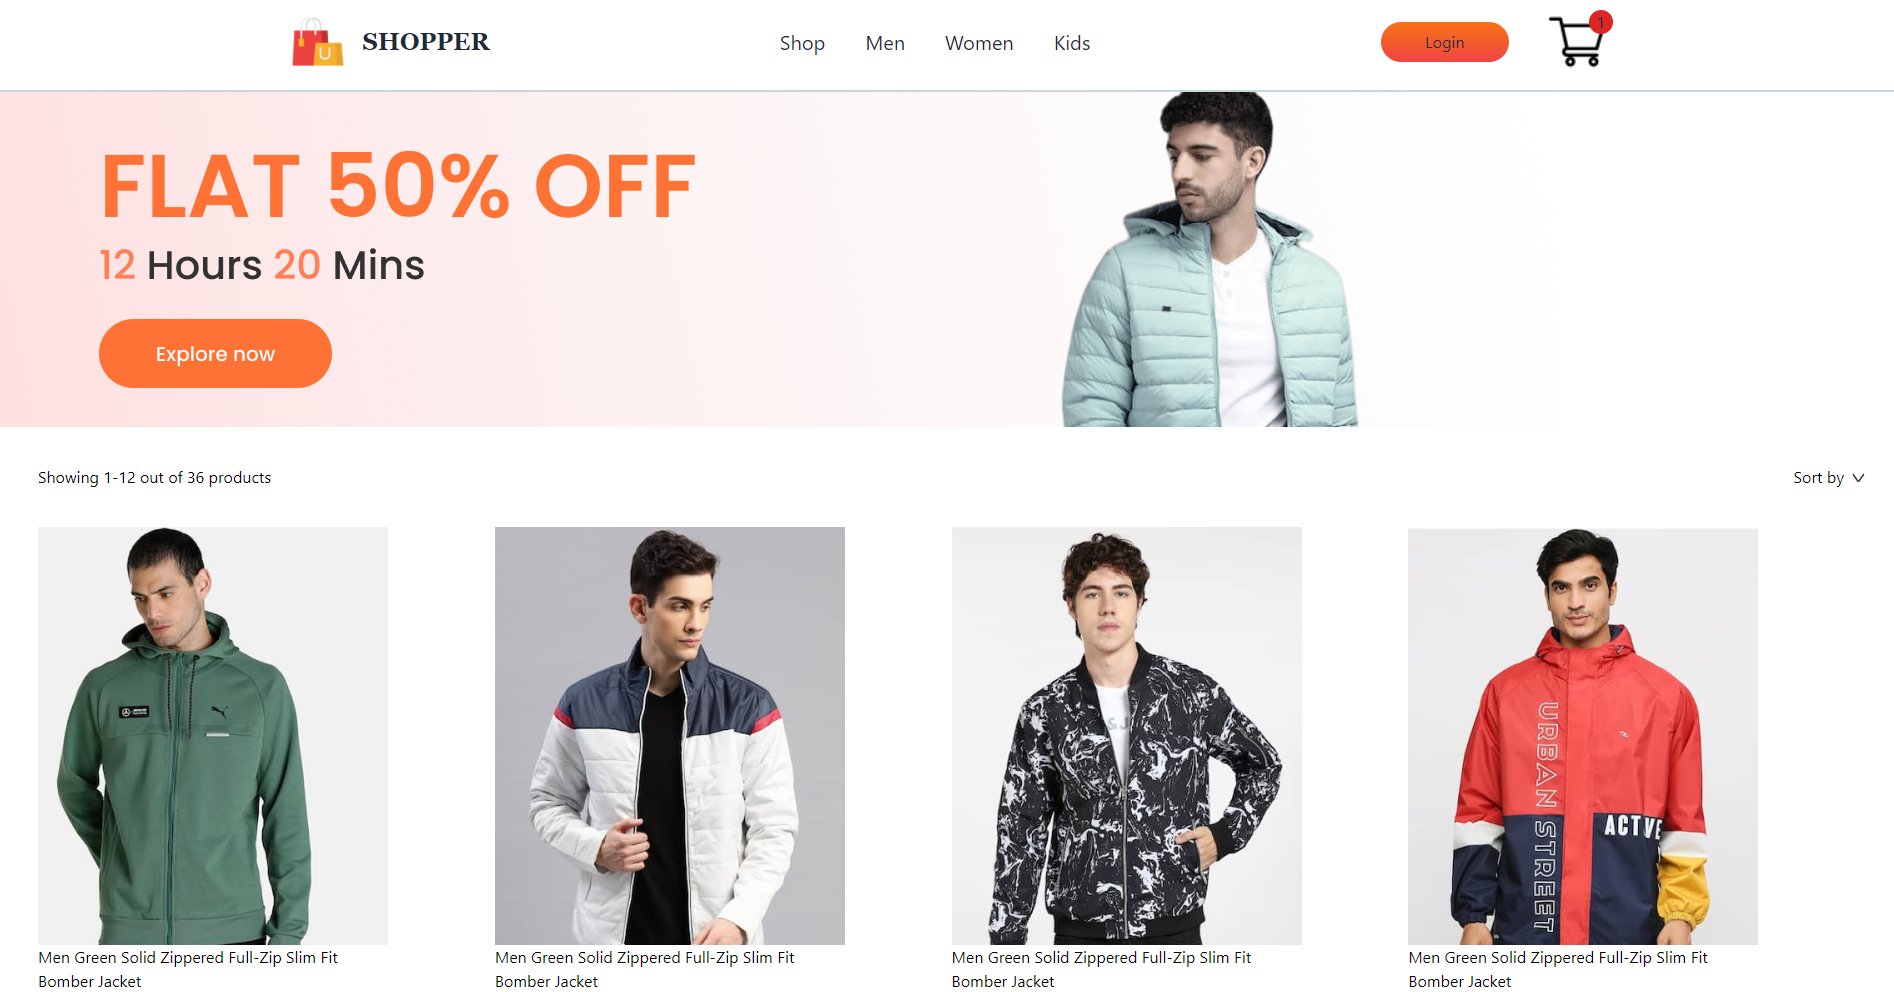 U
SHOPPER
Shop
Men
Women
Kids
Login
1
FLAT 50% OFF
12 Hours 20 Mins
Explore now
Showing 1-12 out of 36 products
Sort by
& J
URBAN STREET
ACTVE
Men Green Solid Zippered Full-Zip Slim Fit
Bomber Jacket
Men Green Solid Zippered Full-Zip Slim Fit
Bomber Jacket
Men Green Solid Zippered Full-Zip Slim Fit
Bomber Jacket
Men Green Solid Zippered Full-Zip Slim Fit
Bomber Jacket